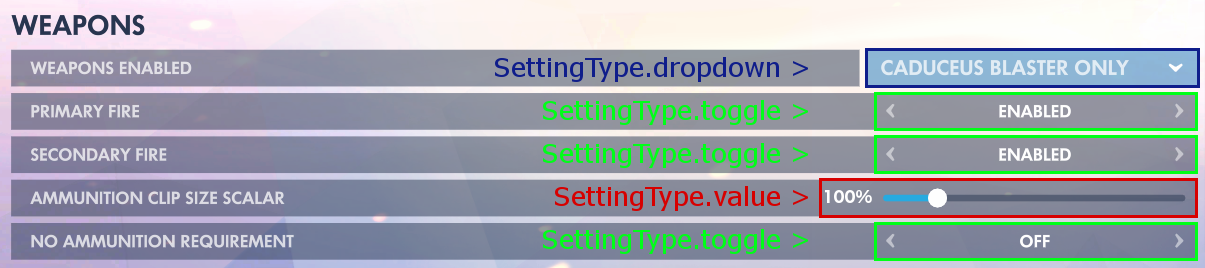 WEAPONS
WEAPONS ENABLED SettingType.dropdown > CADUCEUS BLASTER ONLY
PRIMARY FIRE SettingType.toggle > ENABLED
SECONDARY FIRE SettingType.toggle > ENABLED
AMMUNITION CLIP SIZE SCALAR SettingType.value > 100%
NO AMMUNITION REQUIREMENT SettingType.toggle > OFF